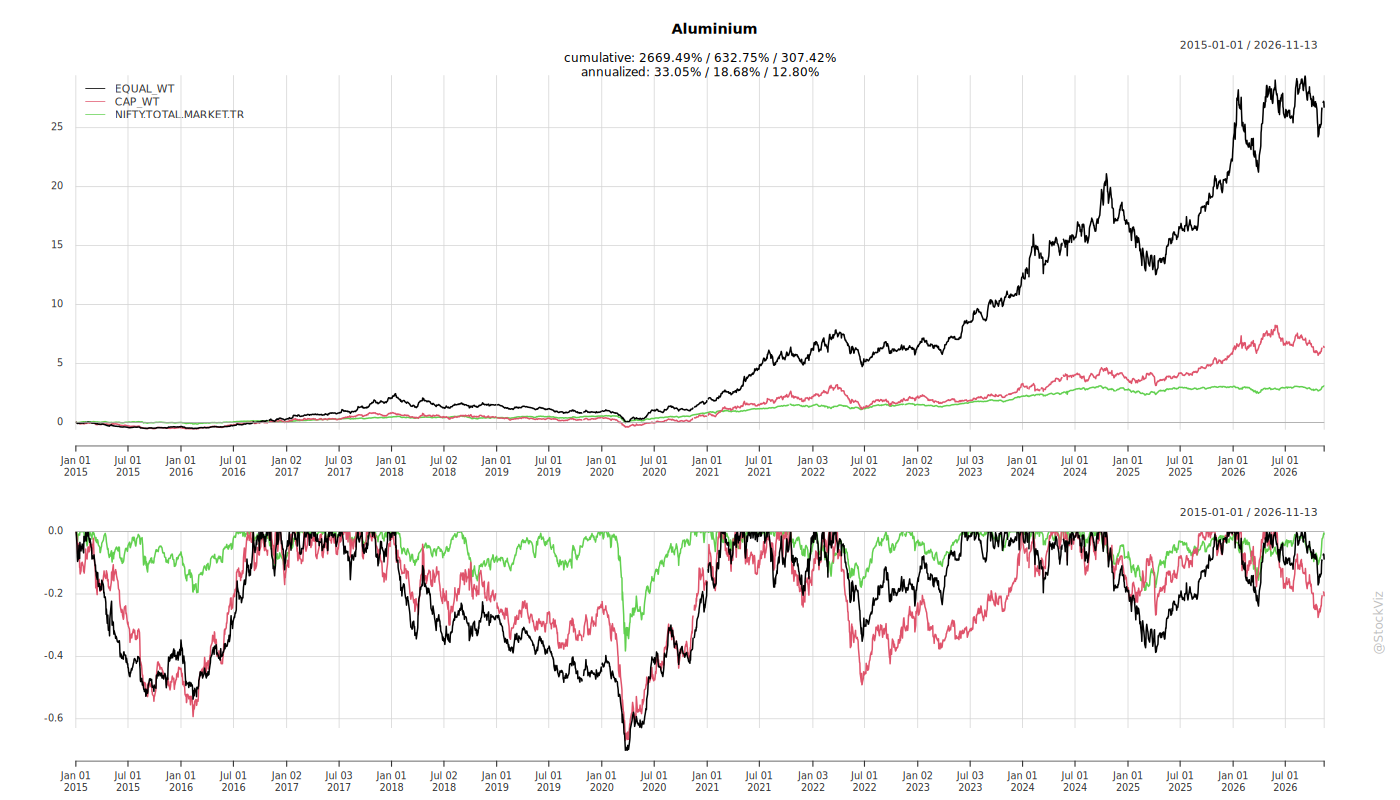 Aluminium
2015-01-01 / 2026-11-13
cumulative: 2669.49% / 632.75% / 307.42%
annualized: 33.05% / 18.68% / 12.80%
EQUAL_WT
CAP_WT
NIFTY.TOTAL.MARKET.TR
25
20
15
10
5
0
Jan 01 Jul 01 Jan 01 Jul 01 Jan 02 Jul 03 Jan 01 Jul 02 Jan 01 Jul 01 Jan 01 Jul 01 Jan 01 Jul 01 Jan 03 Jul 01 Jan 02 Jul 03 Jan 01 Jul 01 Jan 01 Jul 01 Jan 01 Jul 01
2015 2015 2016 2016 2017 2017 2018 2018 2019 2019 2020 2020 2021 2021 2022 2022 2023 2023 2024 2024 2025 2025 2026 2026
2015-01-01 / 2026-11-13
0.0
-0.2
-0.4
-0.6
Jan 01 Jul 01 Jan 01 Jul 01 Jan 02 Jul 03 Jan 01 Jul 02 Jan 01 Jul 01 Jan 01 Jul 01 Jan 01 Jul 01 Jan 03 Jul 01 Jan 02 Jul 03 Jan 01 Jul 01 Jan 01 Jul 01 Jan 01 Jul 01
2015 2015 2016 2016 2017 2017 2018 2018 2019 2019 2020 2020 2021 2021 2022 2022 2023 2023 2024 2024 2025 2025 2026 2026
@StockViz